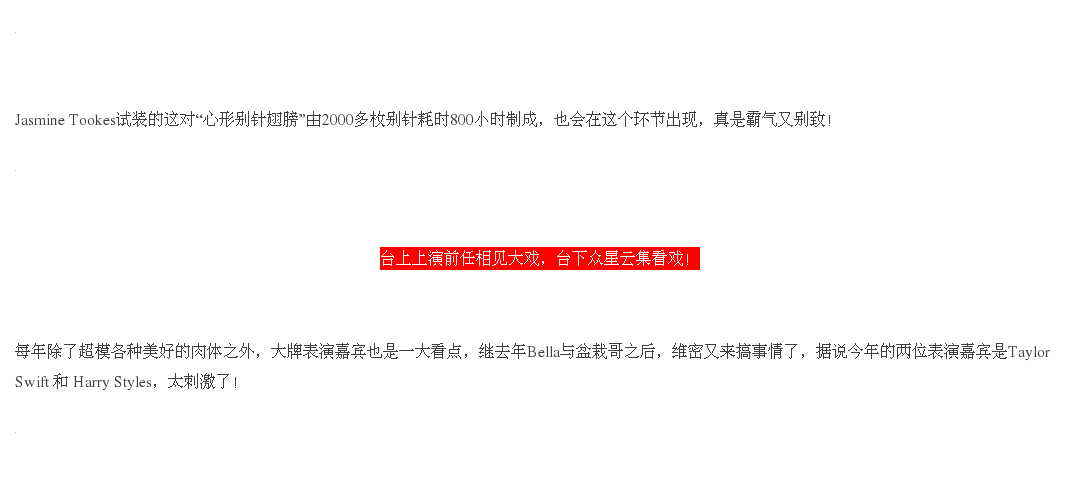 Jasmine Tookes试装的这对“心形别针翅膀”由2000多枚别针耗时800小时制成，也会在这个环节出现，真是霸气又别致！
台上上演前任相见大戏，台下众星云集看戏！
每年除了超模各种美好的肉体之外，大牌表演嘉宾也是一大看点，继去年Bella与盆栽哥之后，维密又来搞事情了，据说今年的两位表演嘉宾是Taylor
Swift 和 Harry Styles，太刺激了！